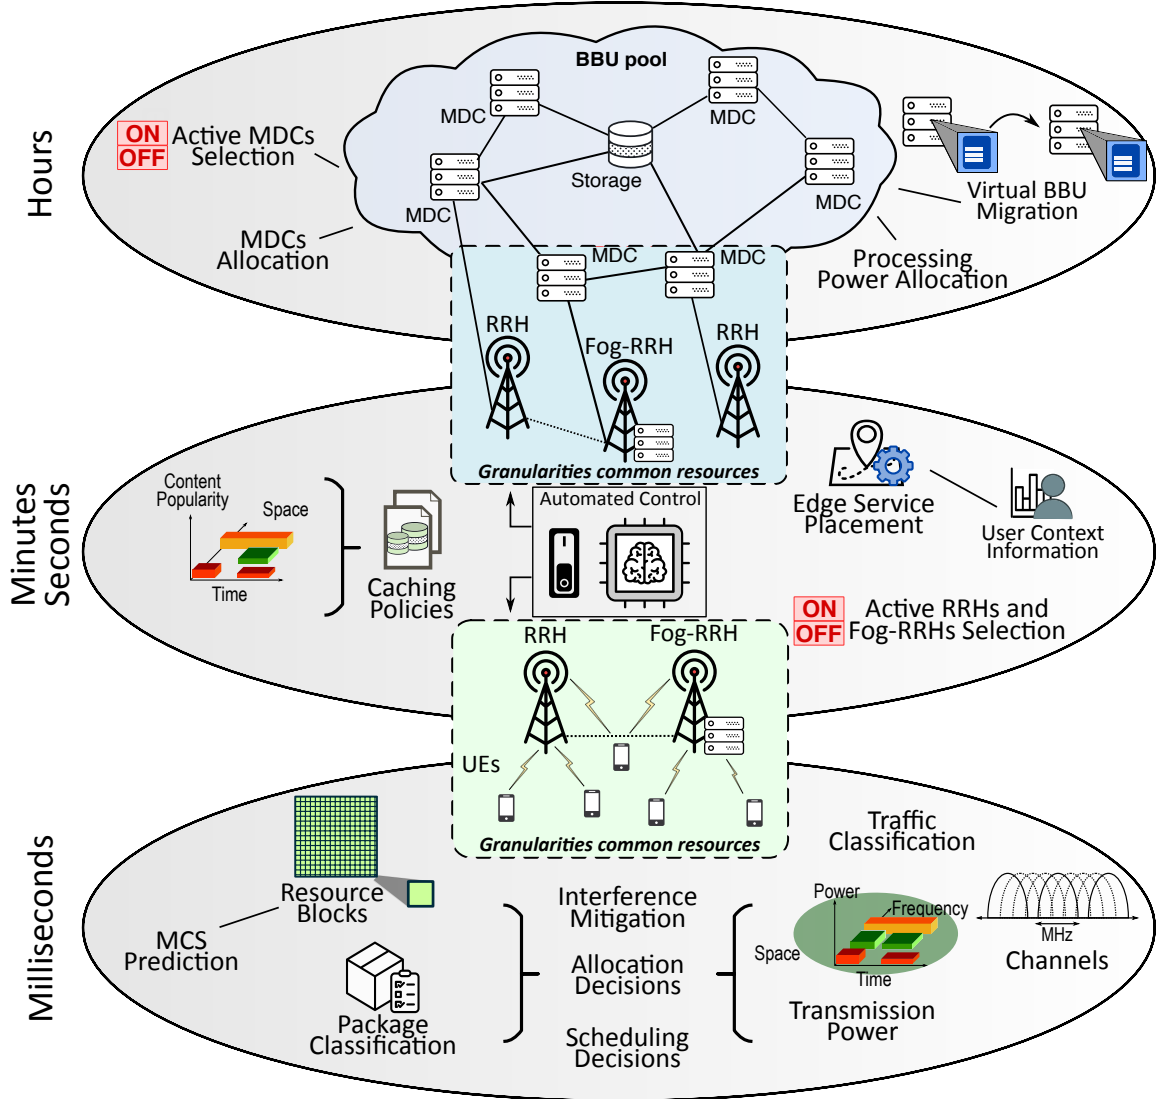 Hours
BBU pool
MDC
MDC
MDC
MDC
Storage
MDC
MDC
ON
OFF
Active MDCs
Selection
MDCs
Allocation
Virtual BBU
Migration
Processing
Power Allocation
RRH
Fog-RRH
RRH
Granularities common resources
Minutes
Seconds
Content
Popularity
Space
Time
Caching
Policies
Automated Control
Edge Service
Placement
User Context
Information
ON
OFF
Active RRHs and
Fog-RRHs Selection
RRH
Fog-RRH
UEs
Granularities common resources
Milliseconds
Resource
Blocks
MCS
Prediction
Package
Classification
Interference
Mitigation
Allocation
Decisions
Scheduling
Decisions
Traffic
Classification
Power
Frequency
Space
Time
Transmission
Power
MHz
Channels